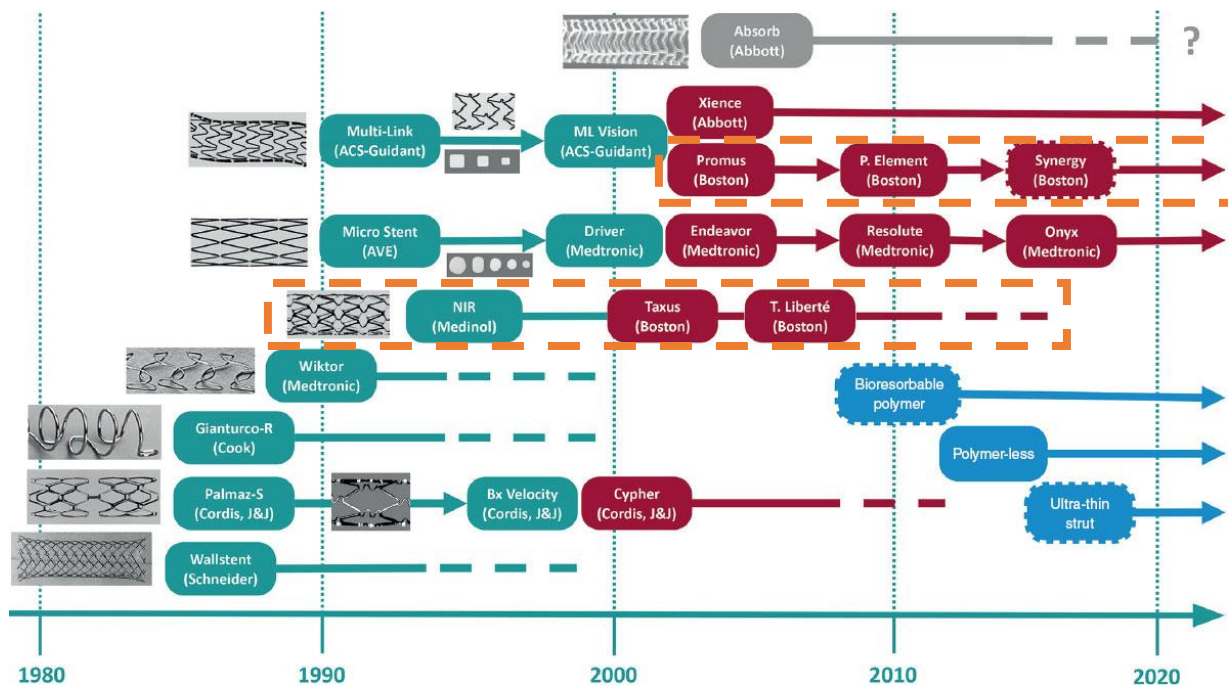 Absorb
(Abbott)
?
Xience
(Abbott)
Multi-Link
(ACS-Guidant)
ML Vision
(ACS-Guidant)
Promus
(Boston)
P. Element
(Boston)
Synergy
(Boston)
Micro Stent
(AVE)
Driver
(Medtronic)
Endeavor
(Medtronic)
Resolute
(Medtronic)
Onyx
(Medtronic)
NIR
(Medinol)
Taxus
(Boston)
T. Liberté
(Boston)
Wiktor
(Medtronic)
Bioresorbable
polymer
Gianturco-R
(Cook)
Polymer-less
Palmaz-S
(Cordis, J&J)
Bx Velocity
(Cordis, J&J)
Cypher
(Cordis, J&J)
Ultra-thin
strut
Wallstent
(Schneider)
1980
1990
2000
2010
2020